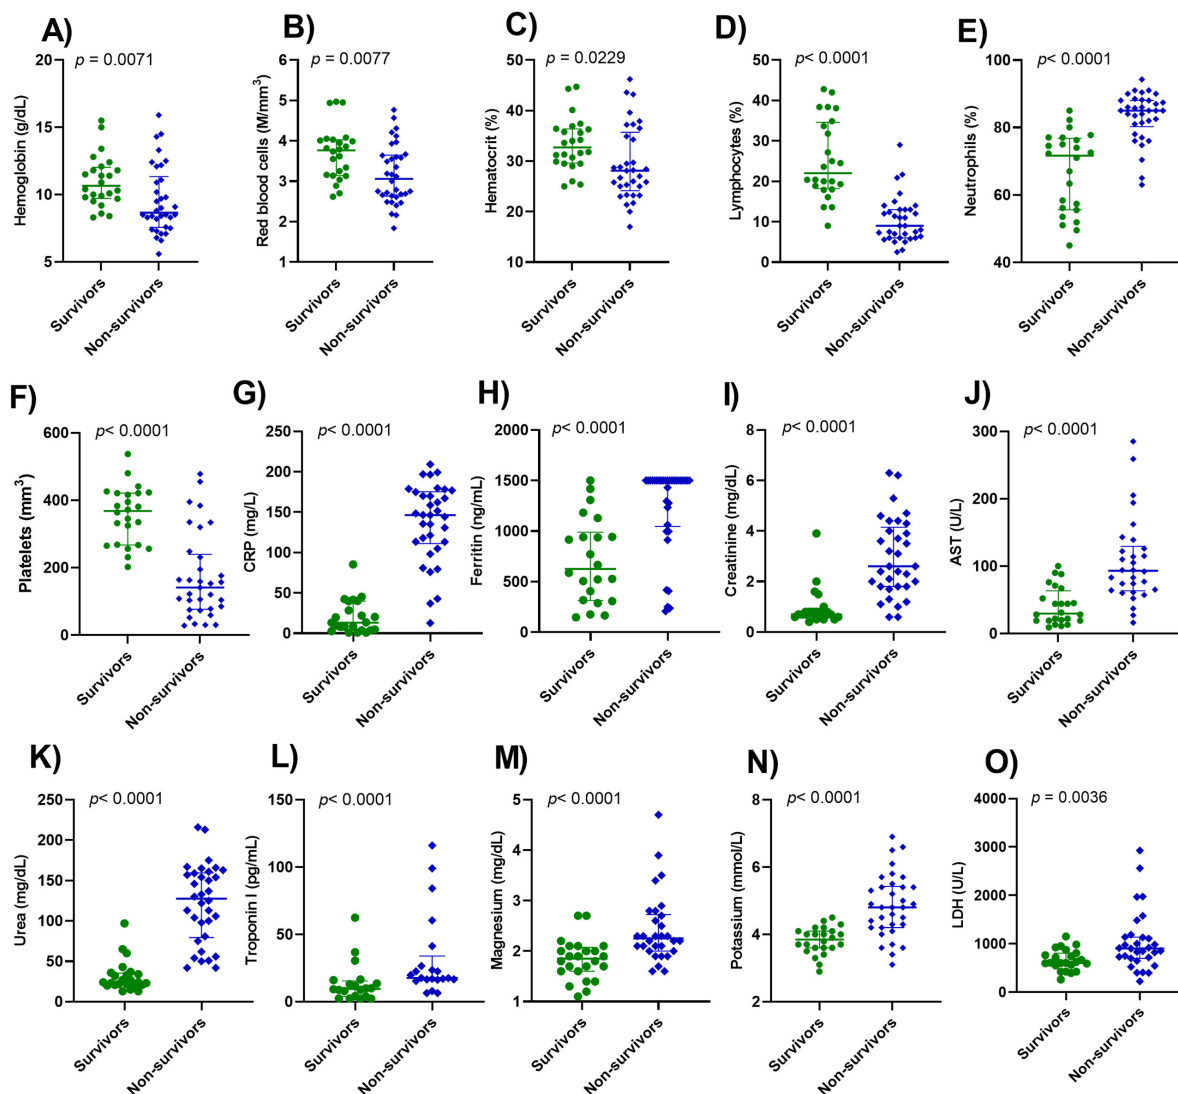 A)
p = 0.0071
Hemoglobin (g/dL)
20
15
10
5
Survivors
Non-survivors
B)
p = 0.0077
Red blood cells (M/mm³)
6
5
4
3
2
1
Survivors
Non-survivors
C)
p = 0.0229
Hematocrit (%)
50
40
30
20
10
Survivors
Non-survivors
D)
p< 0.0001
Lymphocytes (%)
50
40
30
20
10
0
Survivors
Non-survivors
E)
p< 0.0001
Neutrophils (%)
100
80
60
40
Survivors
Non-survivors
F)
p< 0.0001
Platelets (mm³)
600
400
200
0
Survivors
Non-survivors
G)
p< 0.0001
CRP (mg/L)
250
200
150
100
50
0
Survivors
Non-survivors
H)
p< 0.0001
Ferritin (ng/mL)
2000
1500
1000
500
0
Survivors
Non-survivors
I)
p< 0.0001
Creatinine (mg/dL)
8
6
4
2
0
Survivors
Non-survivors
J)
p< 0.0001
AST (U/L)
300
200
100
0
Survivors
Non-survivors
K)
p< 0.0001
Urea (mg/dL)
250
200
150
100
50
0
Survivors
Non-survivors
L)
p< 0.0001
Troponin I (pg/mL)
150
100
50
0
Survivors
Non-survivors
M)
p< 0.0001
Magnesium (mg/dL)
5
4
3
2
1
Survivors
Non-survivors
N)
p< 0.0001
Potassium (mmol/L)
8
6
4
2
Survivors
Non-survivors
O)
p = 0.0036
LDH (U/L)
4000
3000
2000
1000
0
Survivors
Non-survivors